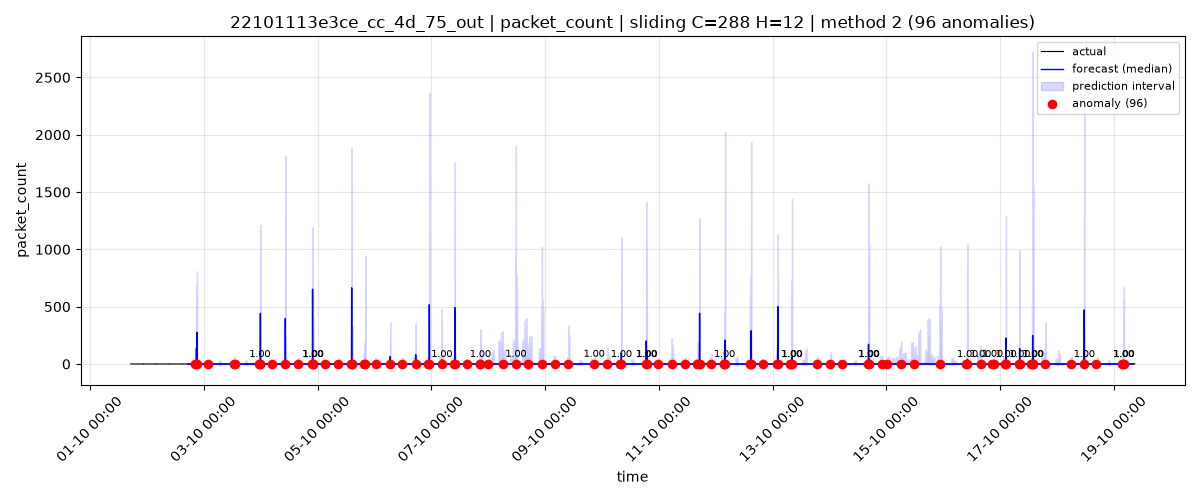 22101113e3ce_cc_4d_75_out | packet_count | sliding C=288 H=12 | method 2 (96 anomalies)
actual
forecast (median)
prediction interval
anomaly (96)
packet_count
2500
2000
1500
1000
500
0
1.00 1.00 1.00 1.00 1.00 1.00 1.00 1.00 1.00 1.00 1.00 1.00
01-10 00:00
03-10 00:00
05-10 00:00
07-10 00:00
09-10 00:00
11-10 00:00
13-10 00:00
15-10 00:00
17-10 00:00
19-10 00:00
time